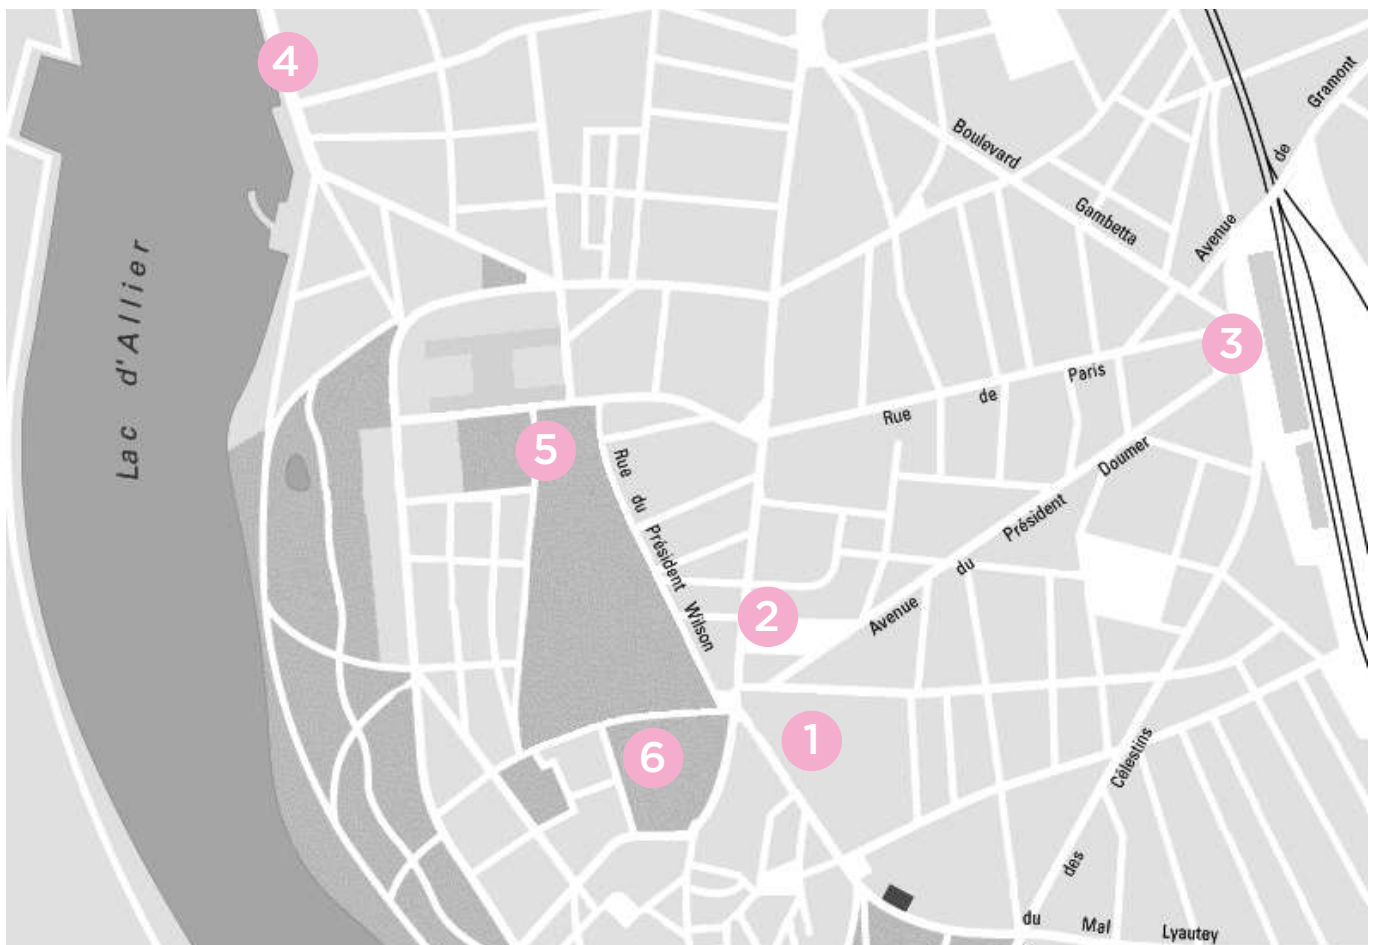 4
Avenue de Gramont
Boulevard Gambetta
Lac d'Allier
3
Rue de Paris
5
Rue du Président Wilson
Avenue du Président Doumer
2
1
6
des Célestins
du Mal Lyautey